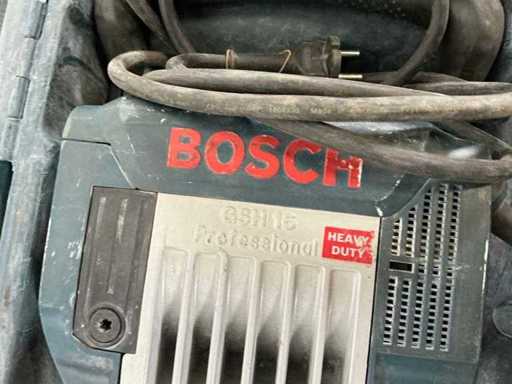 BOSCH
GSH 16
Professional
HEAVY
DUTY